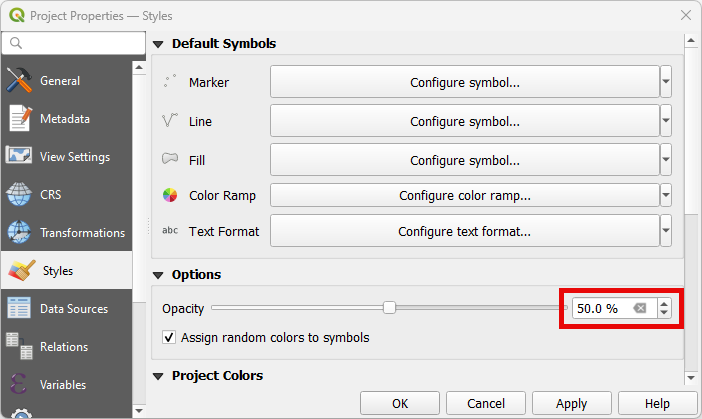 Project Properties — Styles
General
Metadata
View Settings
CRS
Transformations
Styles
Data Sources
Relations
Variables
Default Symbols
Marker
Configure symbol...
Line
Configure symbol...
Fill
Configure symbol...
Color Ramp
Configure color ramp...
abc
Text Format
Configure text format...
Options
Opacity
50.0 %
Assign random colors to symbols
Project Colors
OK
Cancel
Apply
Help